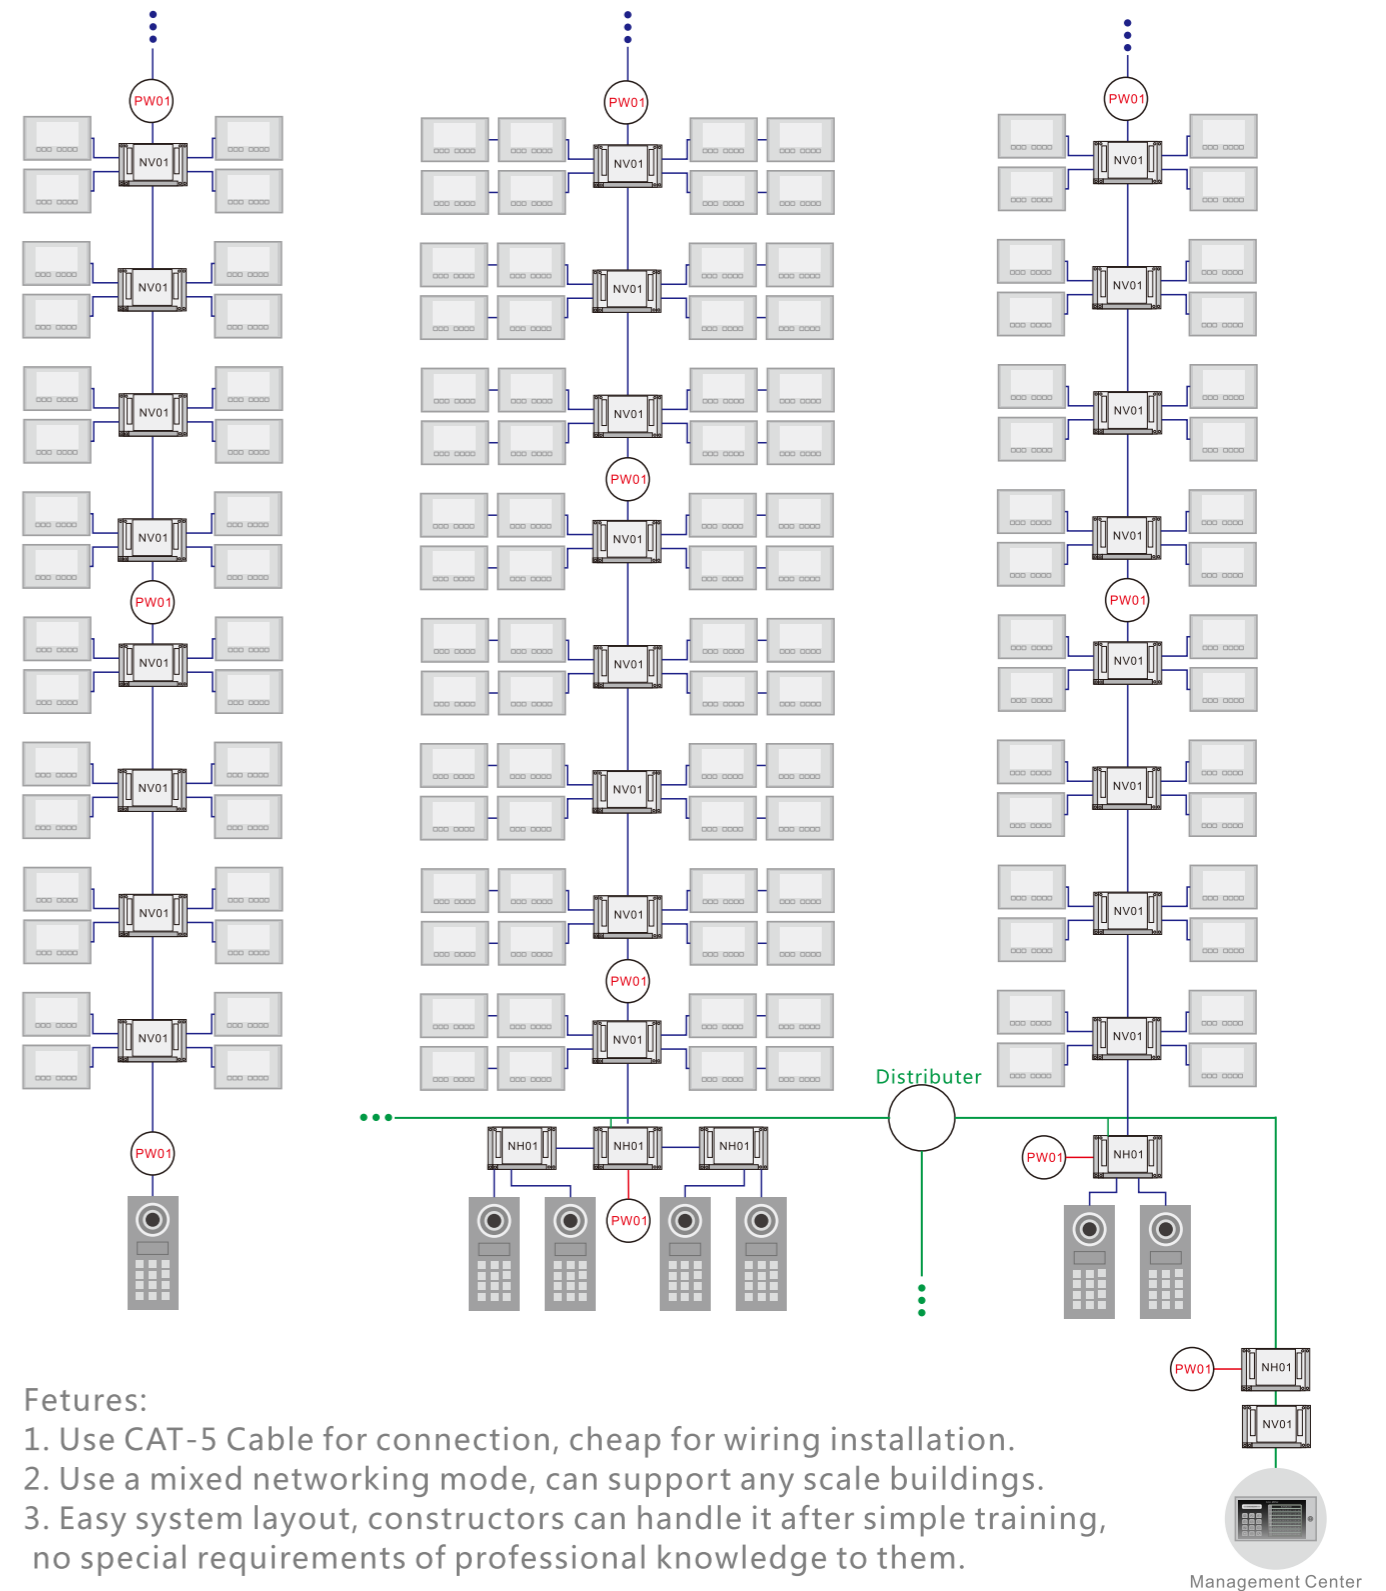 PW01 PW01 PW01
NV01 NV01 NV01
NV01 NV01 NV01
NV01 NV01 NV01
PW01
NV01 NV01 NV01
PW01 PW01
NV01 NV01 NV01
NV01 NV01 NV01
NV01 NV01 NV01
PW01
NV01 NV01 NV01
Distributer
PW01 NH01 NH01 NH01 PW01 NH01
PW01
PW01 NH01
NV01
Fetures:
1. Use CAT-5 Cable for connection, cheap for wiring installation.
2. Use a mixed networking mode, can support any scale buildings.
3. Easy system layout, constructors can handle it after simple training,
no special requirements of professional knowledge to them.
Management Center